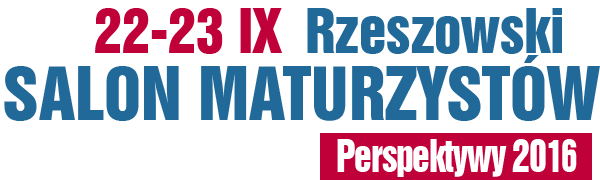 22-23 IX Rzeszowski
SALON MATURZYSTÓW
Perspektywy 2016